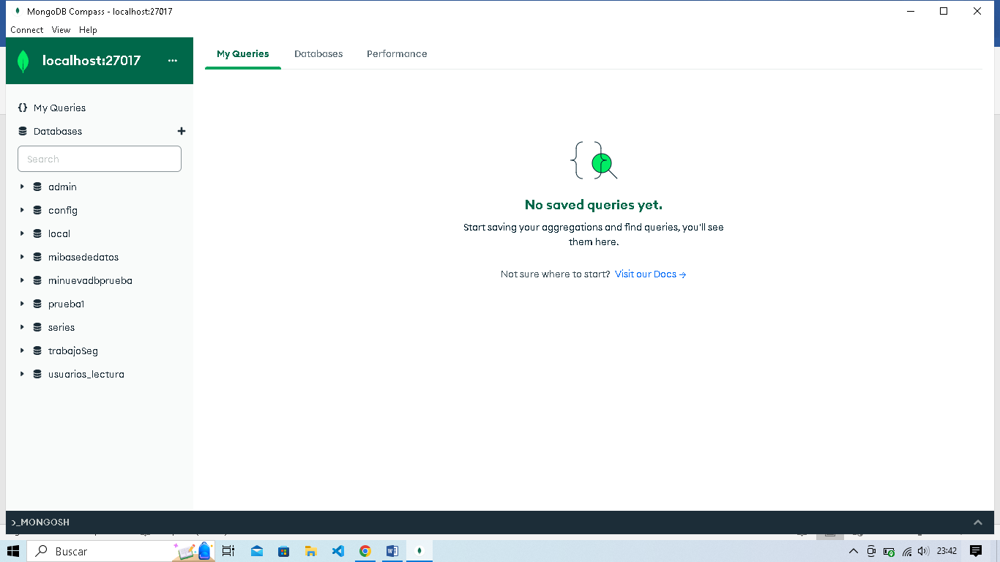 MongoDB Compass - localhost:27017
Connect View Help
localhost:27017 ...
My Queries Databases Performance
{} My Queries
Databases +
Search
admin
config
local
mibasededatos
minuevadbprueba
prueba1
series
trabajoSeg
usuarios_lectura
No saved queries yet.
Start saving your aggregations and find queries, you'll see
them here.
Not sure where to start? Visit our Docs →
>_MONGOSH
Buscar
23:42